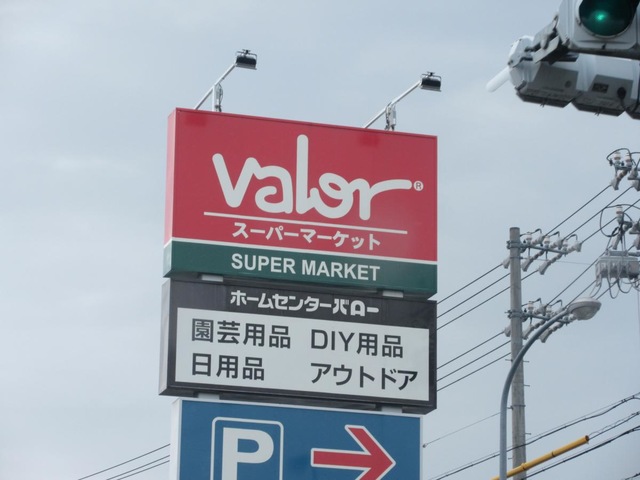 valor®
スーパーマーケット
SUPER MARKET
ホームセンターバロー
園芸用品 DIY用品
日用品 アウトドア
P